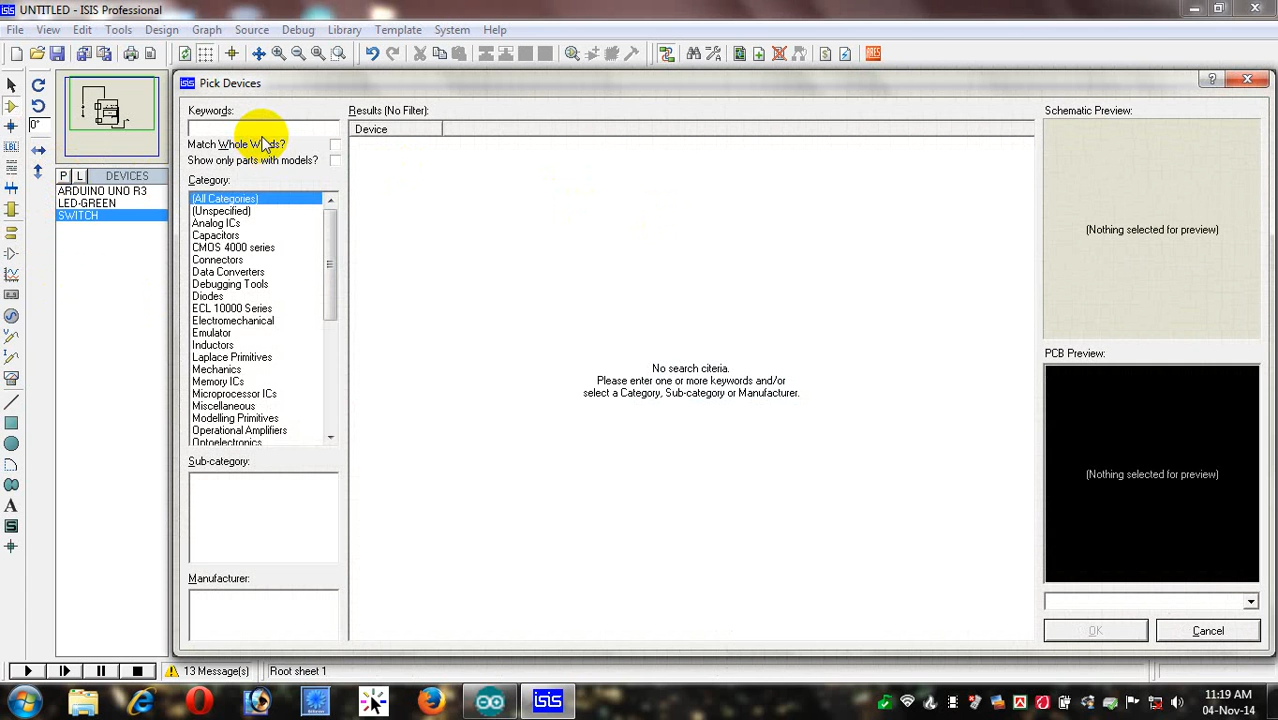 UNTITLED - ISIS Professional
File View Edit Tools Design Graph Source Debug Library Template System Help
ARES
isis Pick Devices
?
Keywords:
Match Whole Words?
Show only parts with models?
Category:
(All Categories)
(Unspecified)
Analog ICs
Capacitors
CMOS 4000 series
Connectors
Data Converters
Debugging Tools
Diodes
ECL 10000 Series
Electromechanical
Emulator
Inductors
Laplace Primitives
Mechanics
Memory ICs
Microprocessor ICs
Miscellaneous
Modelling Primitives
Operational Amplifiers
Optoelectronics
Sub-category:
Manufacturer:
Results (No Filter):
Device
No search citeria.
Please enter one or more keywords and/or
select a Category, Sub-category or Manufacturer.
Schematic Preview:
(Nothing selected for preview)
PCB Preview:
(Nothing selected for preview)
OK Cancel
0°
LBL
P L DEVICES
ARDUINO UNO R3
LED-GREEN
SWITCH
A
S
13 Message(s) Root sheet 1
isis
11:19 AM
04-Nov-14